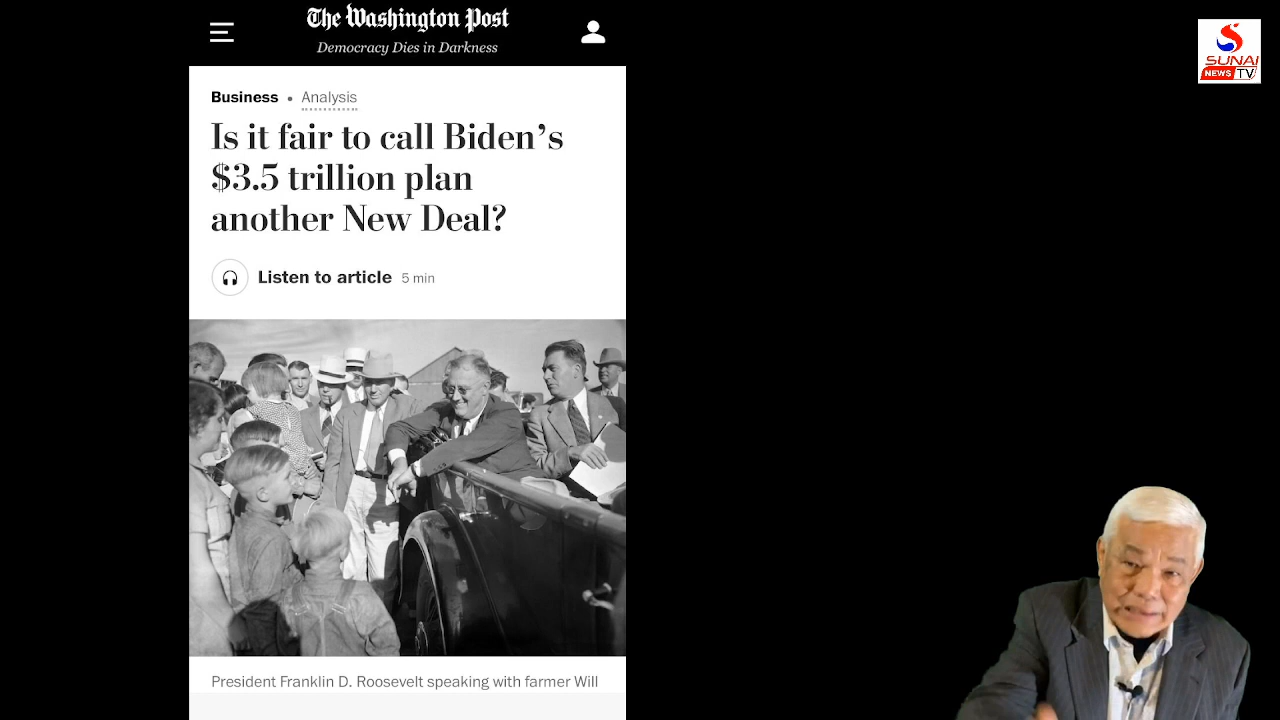 The Washington Post
Democracy Dies in Darkness
Business • Analysis
Is it fair to call Biden’s
$3.5 trillion plan
another New Deal?
Listen to article 5 min
President Franklin D. Roosevelt speaking with farmer Will
SUNAI
NEWS TV